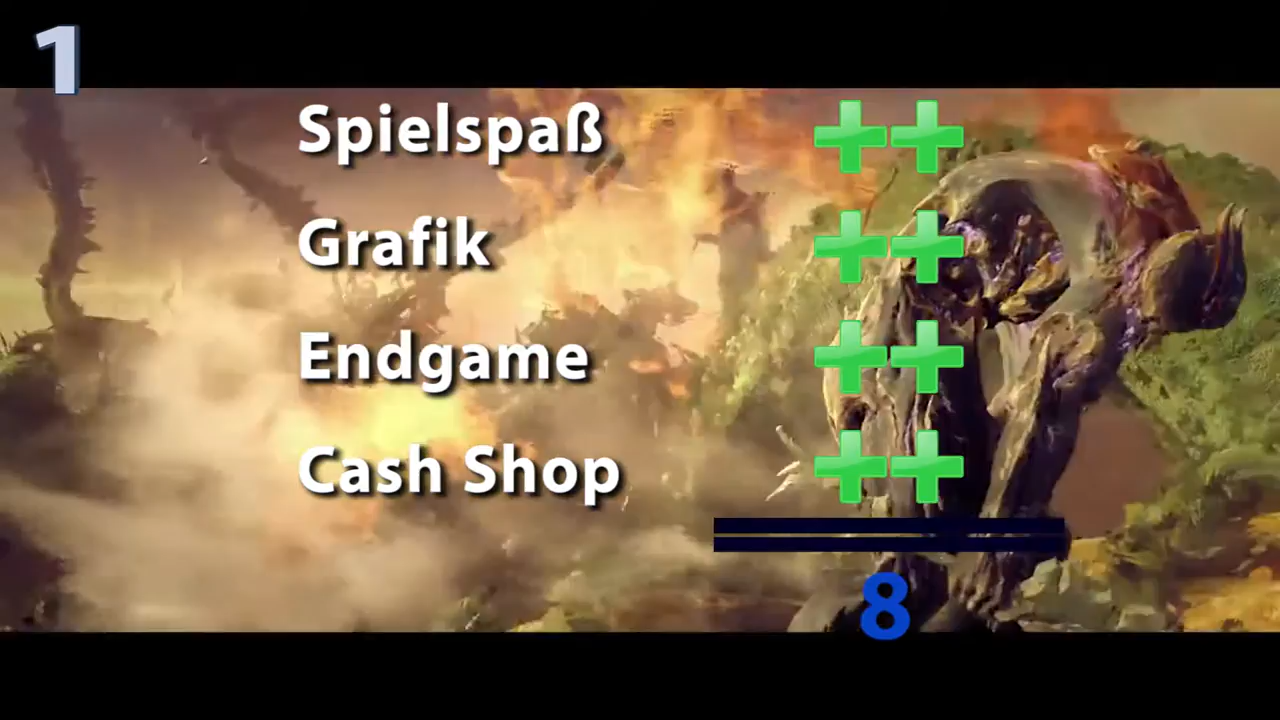 1
Spielspaß ++
Grafik ++
Endgame ++
Cash Shop ++
8